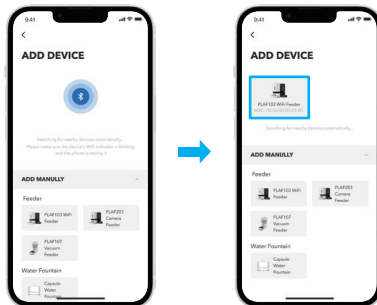 9:41
ADD DEVICE
Searching for nearby devices automatically...
Please make sure the device's WiFi indicator is blinking
and the phone is nearby it
ADD MANULLY
Feeder
PLAF103 WiFi
Feeder
PLAF203
Camera
Feeder
PLAF107
Vacuum
Feeder
Water Fountain
Capsule
Water
Fountain
9:41
ADD DEVICE
PLAF103 WiFi Feeder
Searching for nearby devices automatically...
ADD MANUALLY
Feeder
PLAF103 WiFi
Feeder
PLAF203
Camera
Feeder
PLAF107
Vacuum
Feeder
Water Fountain
Capsule
Water
Fountain